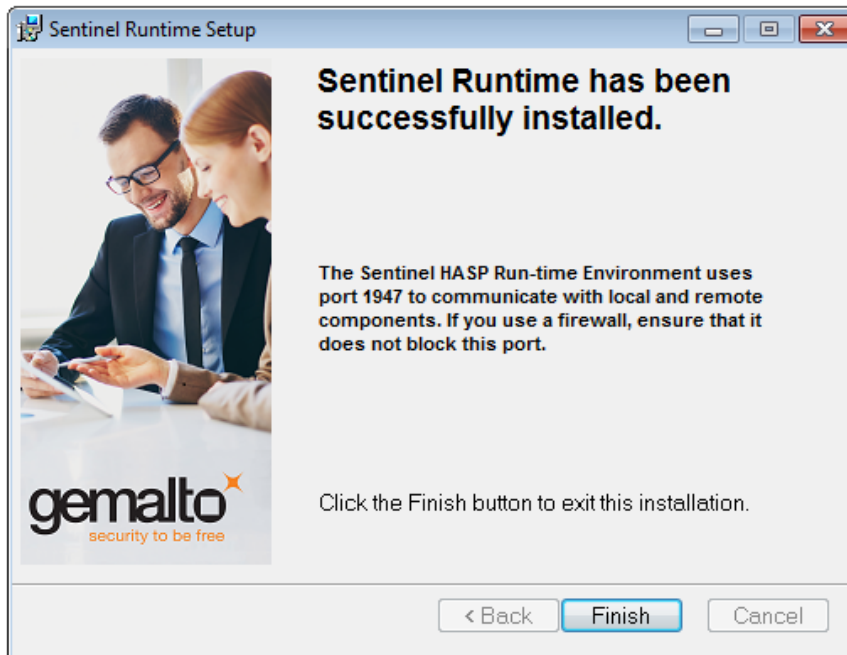 Sentinel Runtime Setup
Sentinel Runtime has been
successfully installed.
The Sentinel HASP Run-time Environment uses
port 1947 to communicate with local and remote
components. If you use a firewall, ensure that it
does not block this port.
gemalto
security to be free
Click the Finish button to exit this installation.
< Back
Finish
Cancel